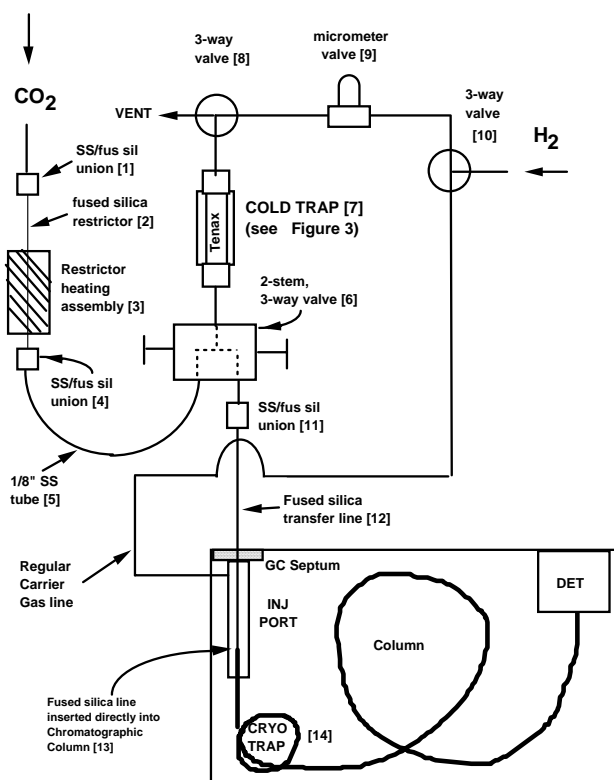 3-way
valve [8]
micrometer
valve [9]
CO2
VENT
3-way
valve
[10]
H2
SS/fus sil
union [1]
fused silica
restrictor [2]
COLD TRAP [7]
(see Figure 3)
Tenax
Restrictor
heating
assembly [3]
2-stem,
3-way valve [6]
SS/fus sil
union [4]
SS/fus sil
union [11]
1/8" SS
tube [5]
Fused silica
transfer line [12]
Regular
Carrier
Gas line
GC Septum
INJ
PORT
DET
Column
Fused silica line
inserted directly into
Chromatographic
Column [13]
CRYO
TRAP
[14]